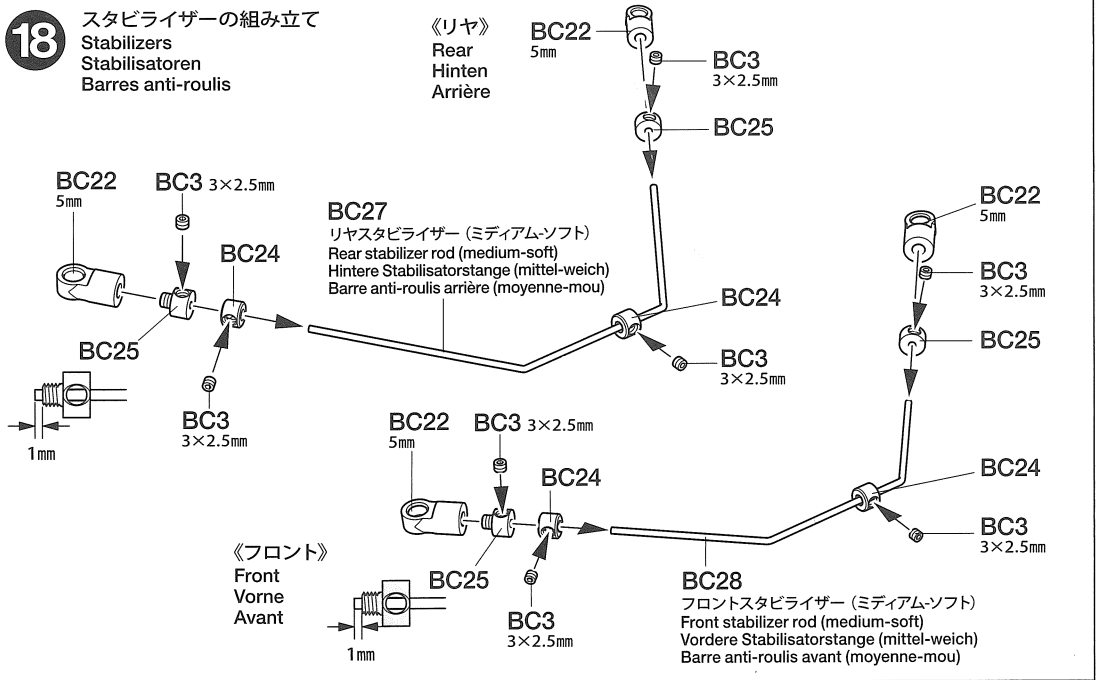 18
スタビライザーの組み立て
Stabilizers
Stabilisatoren
Barres anti-roulis
《リヤ》
Rear
Hinten
Arrière
BC22
5mm
BC3
3×2.5mm
BC25
BC22
5mm
BC3 3×2.5mm
BC24
BC27
リヤスタビライザー（ミディアム-ソフト）
Rear stabilizer rod (medium-soft)
Hintere Stabilisatorstange (mittel-weich)
Barre anti-roulis arrière (moyenne-mou)
BC24
BC3
3×2.5mm
BC25
BC3
3×2.5mm
1mm
BC22
5mm
BC3
3×2.5mm
BC25
BC22
5mm
BC3 3×2.5mm
BC24
BC24
BC3
3×2.5mm
《フロント》
Front
Vorne
Avant
BC25
BC3
3×2.5mm
1mm
BC28
フロントスタビライザー（ミディアム-ソフト）
Front stabilizer rod (medium-soft)
Vordere Stabilisatorstange (mittel-weich)
Barre anti-roulis avant (moyenne-mou)